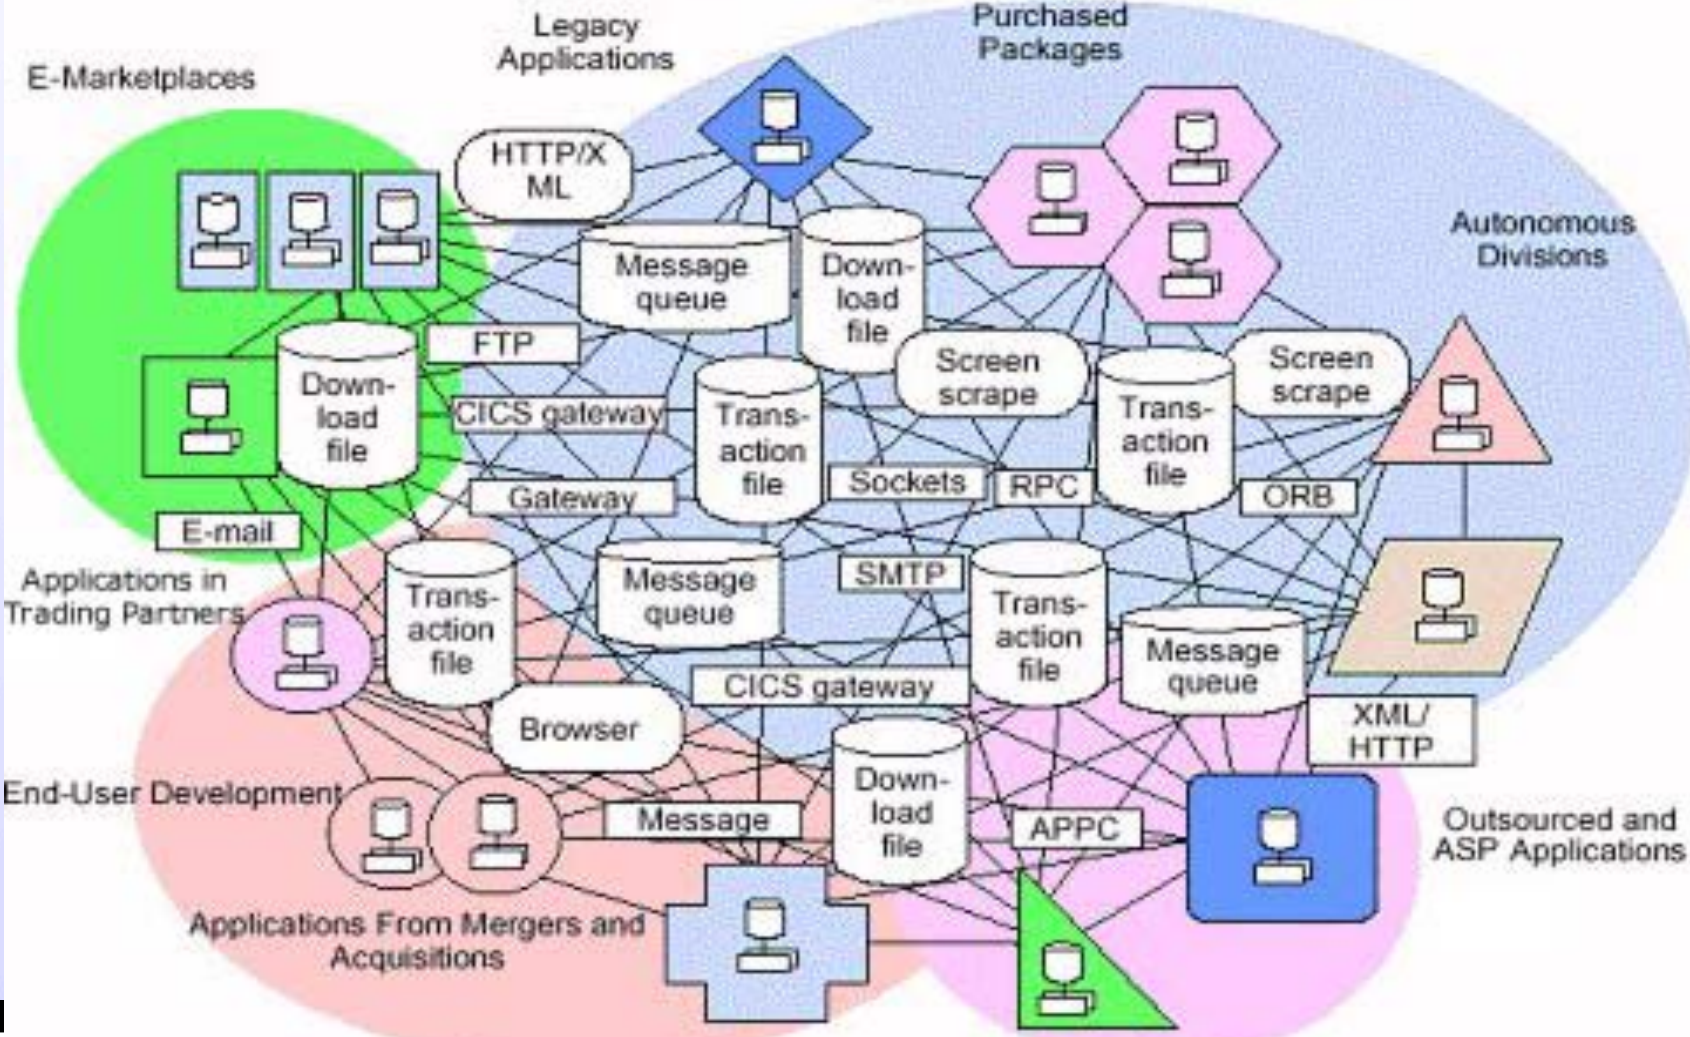 Purchased
Packages
Legacy
Applications
E-Marketplaces
HTTP/X
ML
Autonomous
Divisions
Message
queue
Down-
load
file
FTP
Screen
scrape
Screen
scrape
Down-
load
file
CICS gateway
Trans-
action
file
Trans-
action
file
Gateway
Sockets
RPC
ORB
E-mail
Applications in
Trading Partners
Trans-
action
file
Message
queue
SMTP
Trans-
action
file
Message
queue
CICS gateway
Browser
XML/
HTTP
End-User Development
Down-
load
file
Message
APPC
Outsourced and
ASP Applications
Applications From Mergers and
Acquisitions